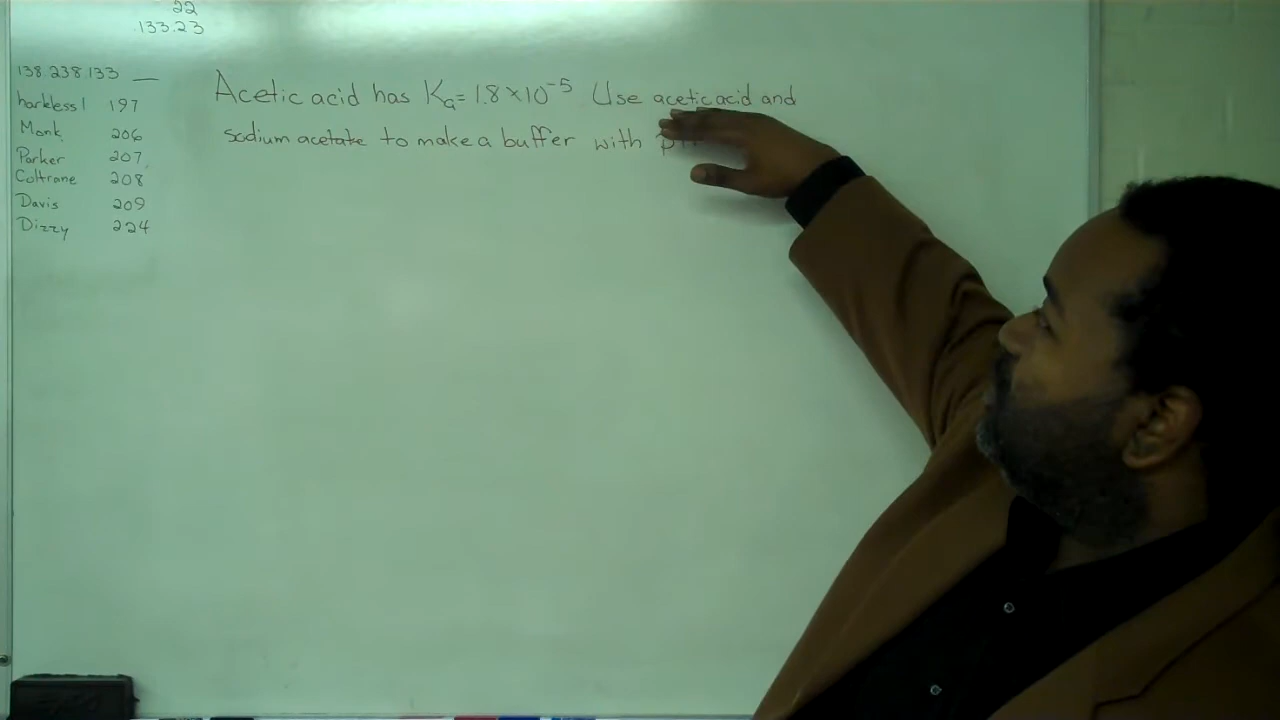 22
133.23
138.238.133 __
harkless1 197
Monk 206
Parker 207
Coltrane 208
Davis 209
Dizzy 224
Acetic acid has Ka = 1.8 × 10⁻⁵ Use acetic acid and
sodium acetate to make a buffer with